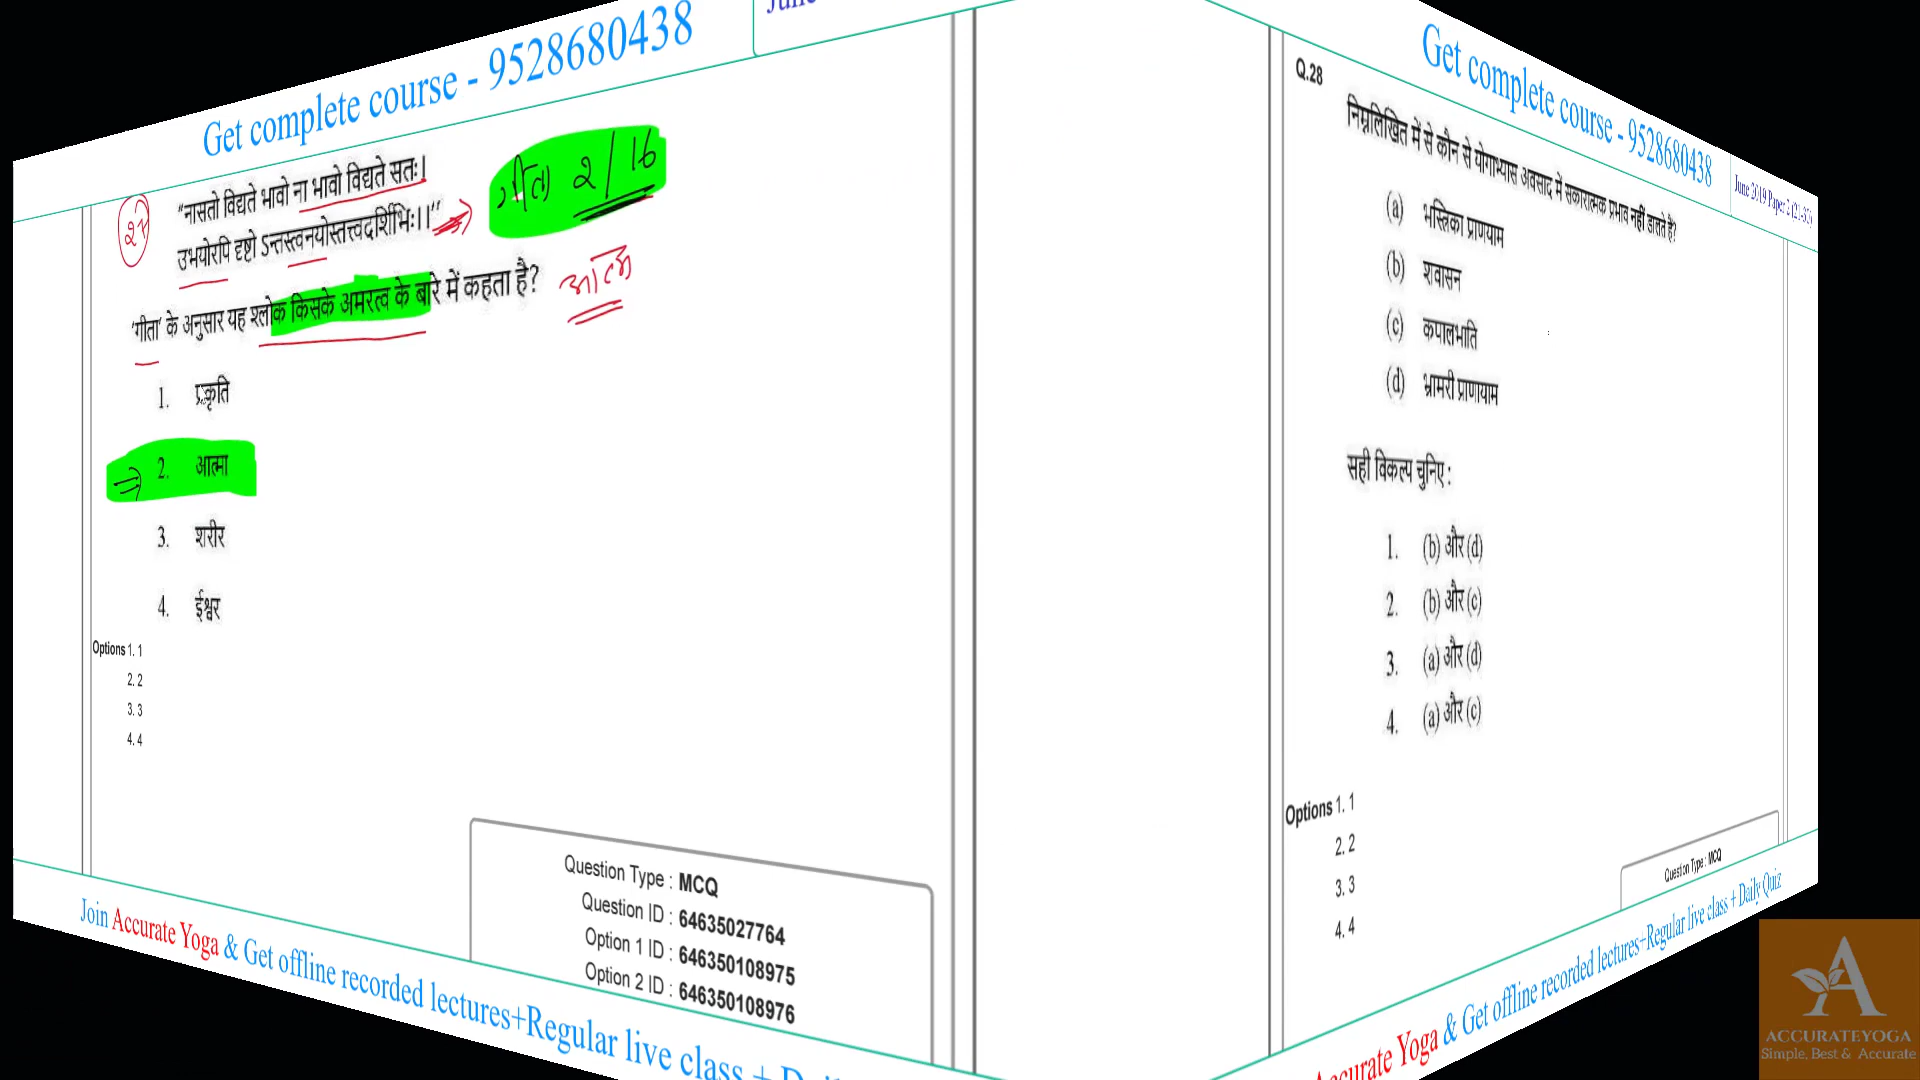 Get complete course - 9528680438
27
“नासतो विद्यते भावो ना भावो विद्यते सतः।
उभयोरपि दृष्टो ऽन्तस्त्वनयोस्तत्त्वदर्शिभिः।।”
गीता 2/16
‘गीता’ के अनुसार यह श्लोक किसके अमरत्व के बारे में कहता है?
1. प्रकृति
2. आत्मा
3. शरीर
4. ईश्वर
Options 1. 1
2. 2
3. 3
4. 4
Question Type : MCQ
Question ID : 64635027764
Option 1 ID : 646350108975
Option 2 ID : 646350108976
Join Accurate Yoga & Get offline recorded lectures+Regular live class +
Get complete course - 9528680438
Q.28
निम्नलिखित में से कौन से योगाभ्यास अवसाद में सकारात्मक प्रभाव नहीं डालते हैं?
(a) भस्त्रिका प्राणयाम
(b) शवासन
(c) कपालभाति
(d) भ्रामरी प्राणायाम
सही विकल्प चुनिए :
1. (b) और (d)
2. (b) और (c)
3. (a) और (d)
4. (a) और (c)
Options 1. 1
2. 2
3. 3
4. 4
Question Type : MCQ
Accurate Yoga & Get offline recorded lectures+Regular live class + Daily Quiz
ACCURATEYOGA
Simple, Best & Accurate